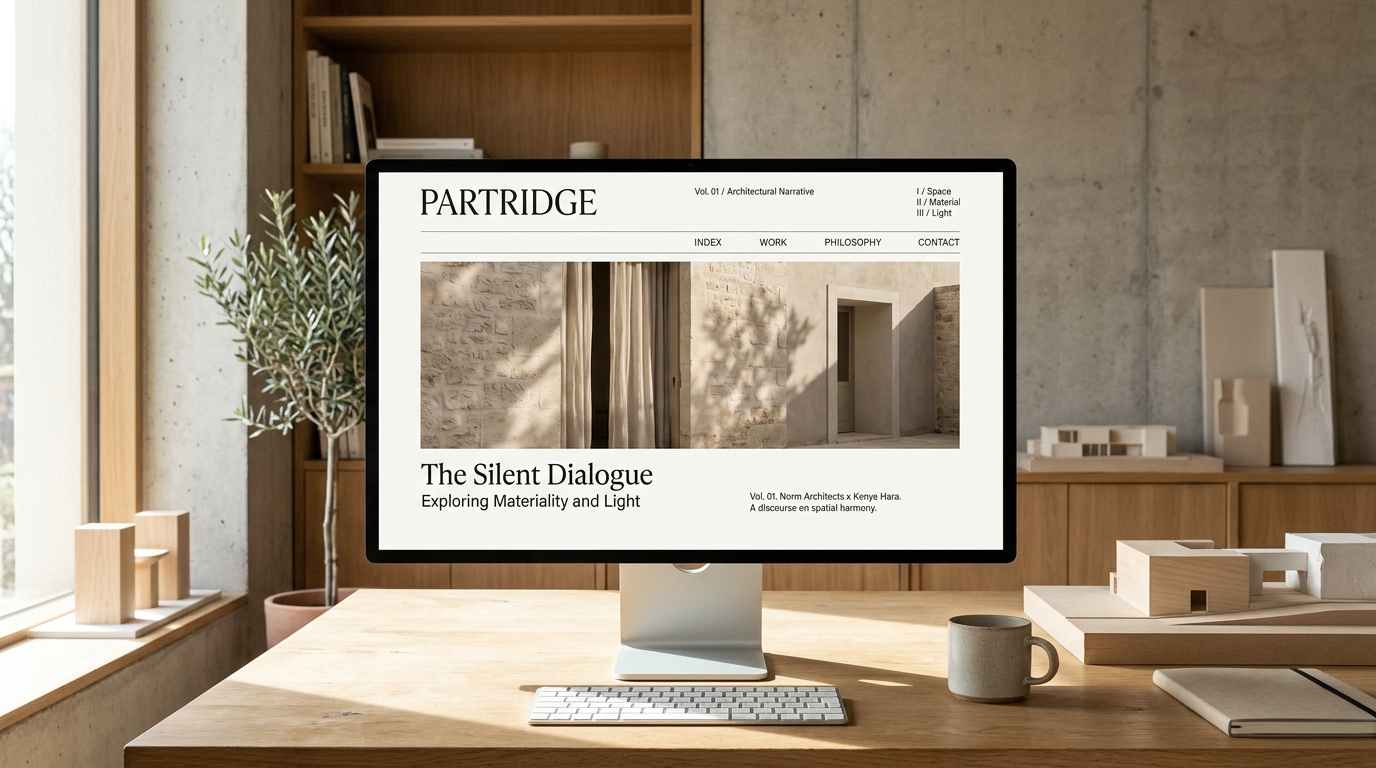 PARTRIDGE
Vol. 01 / Architectural Narrative
I / Space
II / Material
III / Light
INDEX WORK PHILOSOPHY CONTACT
The Silent Dialogue
Exploring Materiality and Light
Vol. 01. Norm Architects x Kenye Hara.
A dlscourse en spatial harmony.